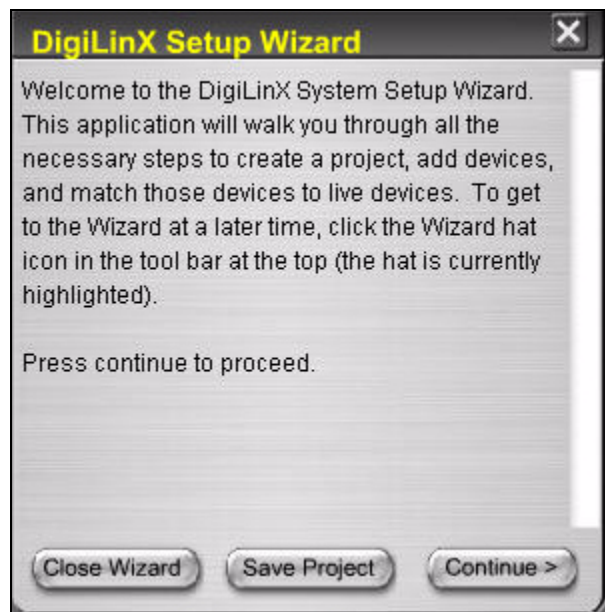 DigiLinX Setup Wizard
Welcome to the DigiLinX System Setup Wizard.
This application will walk you through all the
necessary steps to create a project, add devices,
and match those devices to live devices.  To get
to the Wizard at a later time, click the Wizard hat
icon in the tool bar at the top (the hat is currently
highlighted).
Press continue to proceed.
Close Wizard
Save Project
Continue >